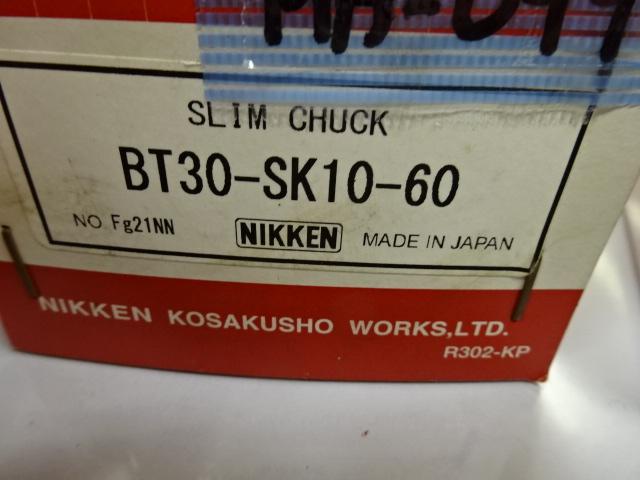 SLIM CHUCK
BT30-SK10-60
NO Fg21NN NIKKEN MADE IN JAPAN
NIKKEN KOSAKUSHO WORKS,LTD.
R302-KP